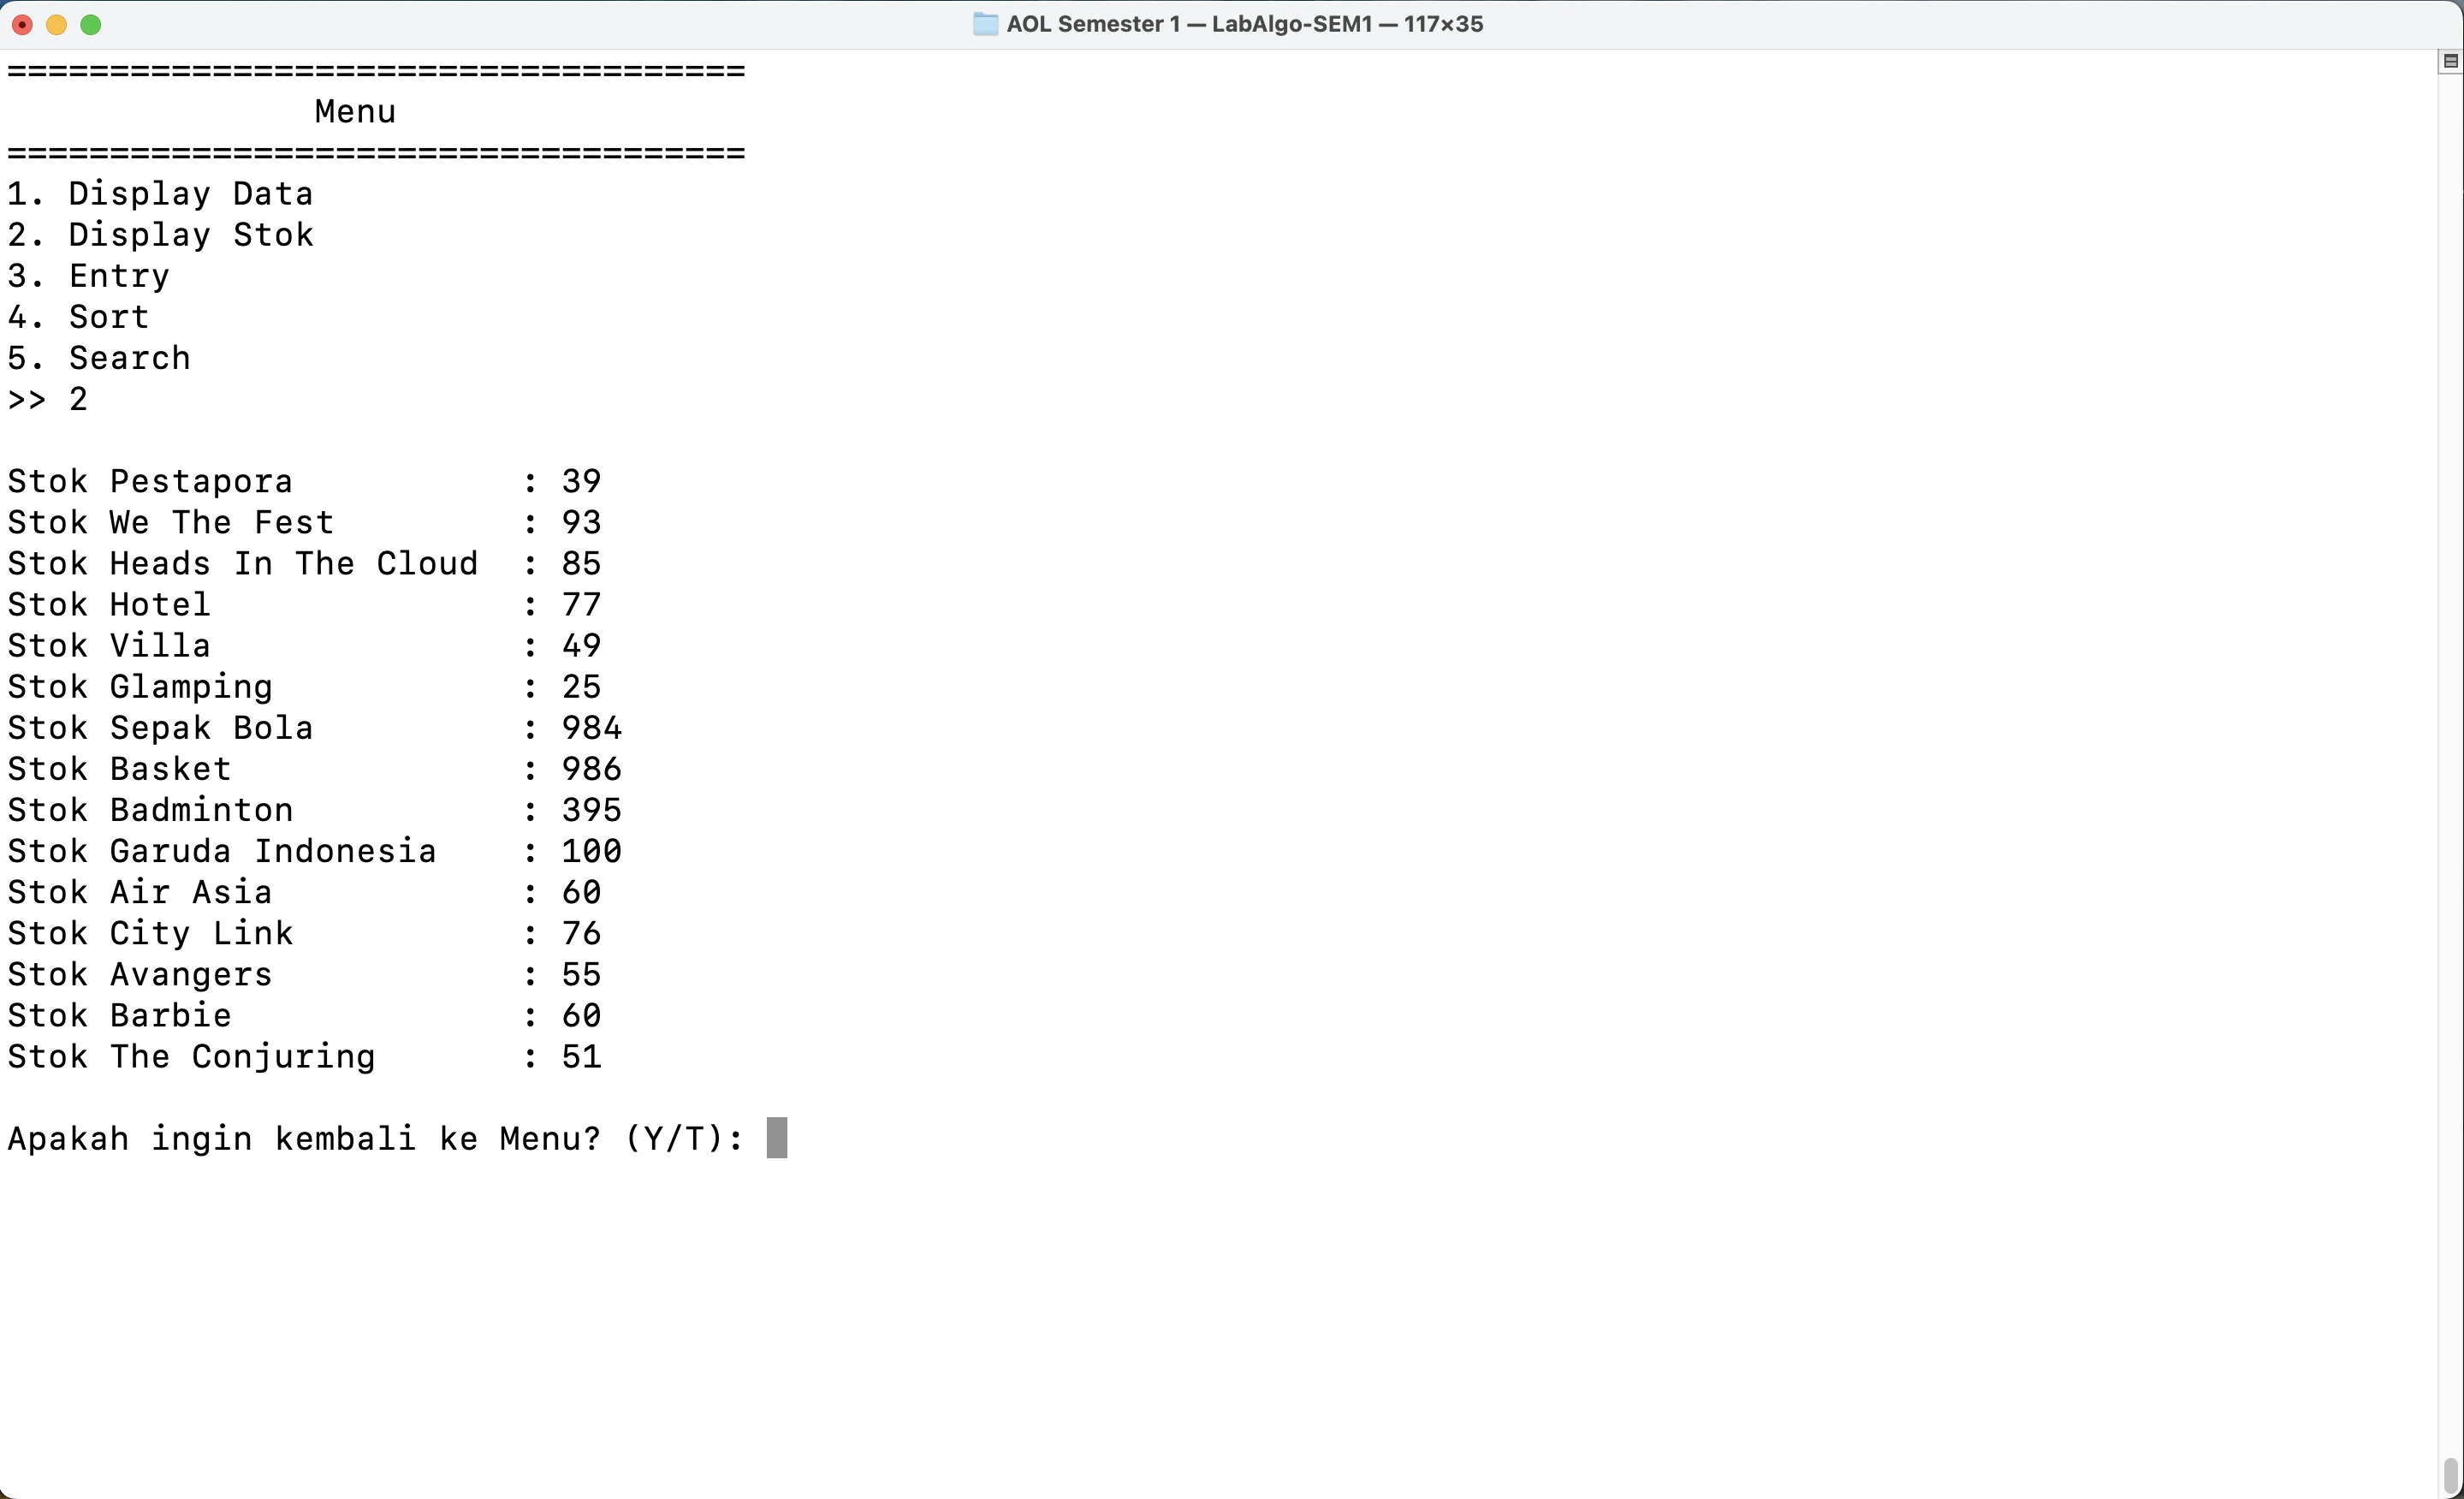 AOL Semester 1 — LabAlgo-SEM1 — 117×35
====================================
Menu
====================================
1. Display Data
2. Display Stok
3. Entry
4. Sort
5. Search
>> 2
Stok Pestapora : 39
Stok We The Fest : 93
Stok Heads In The Cloud : 85
Stok Hotel : 77
Stok Villa : 49
Stok Glamping : 25
Stok Sepak Bola : 984
Stok Basket : 986
Stok Badminton : 395
Stok Garuda Indonesia : 100
Stok Air Asia : 60
Stok City Link : 76
Stok Avangers : 55
Stok Barbie : 60
Stok The Conjuring : 51
Apakah ingin kembali ke Menu? (Y/T):